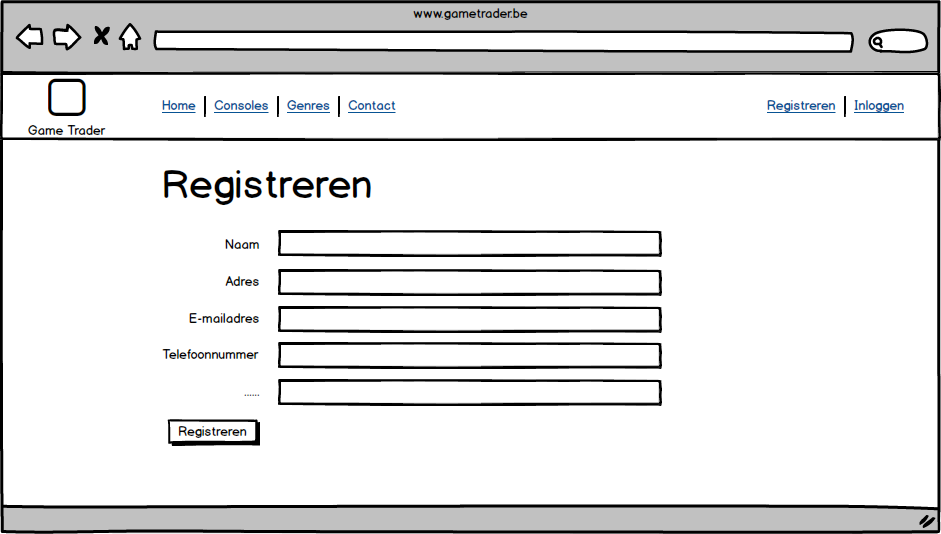 www.gametrader.be
Home Consoles Genres Contact Registreren Inloggen
Game Trader
Registreren
Naam
Adres
E-mailadres
Telefoonnummer
......
Registreren